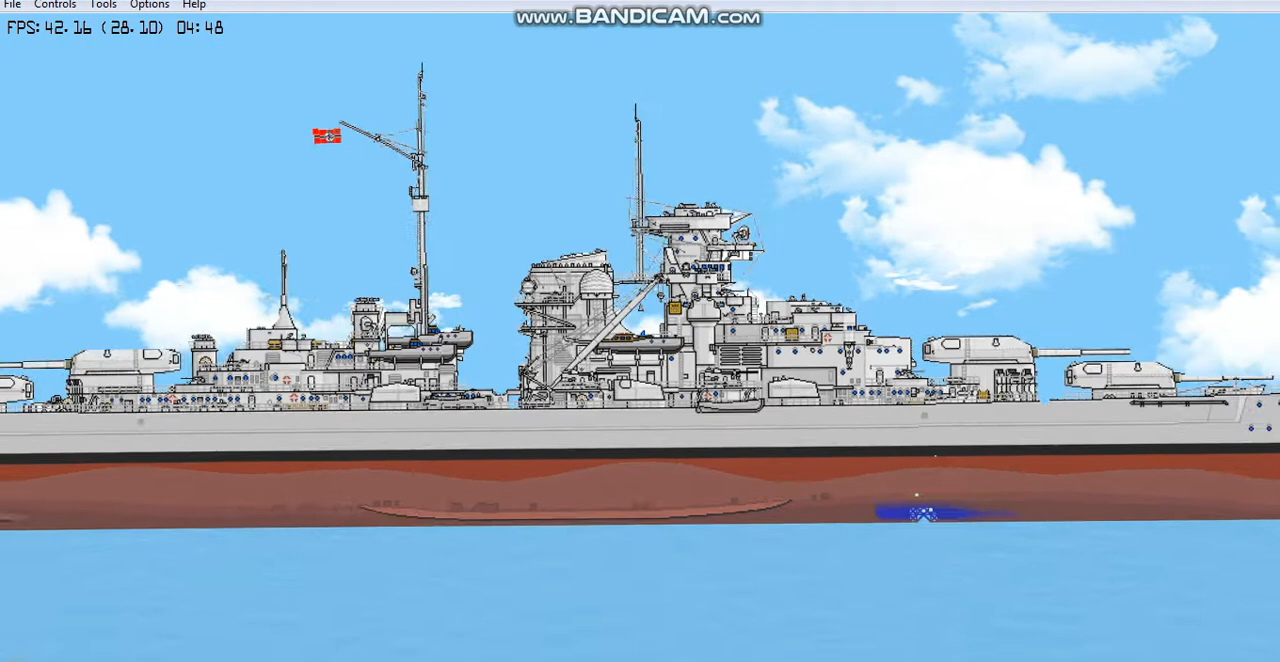 File Controls Tools Options Help
www.BANDICAM.com
FPS:42.16 (28.10) 04:48